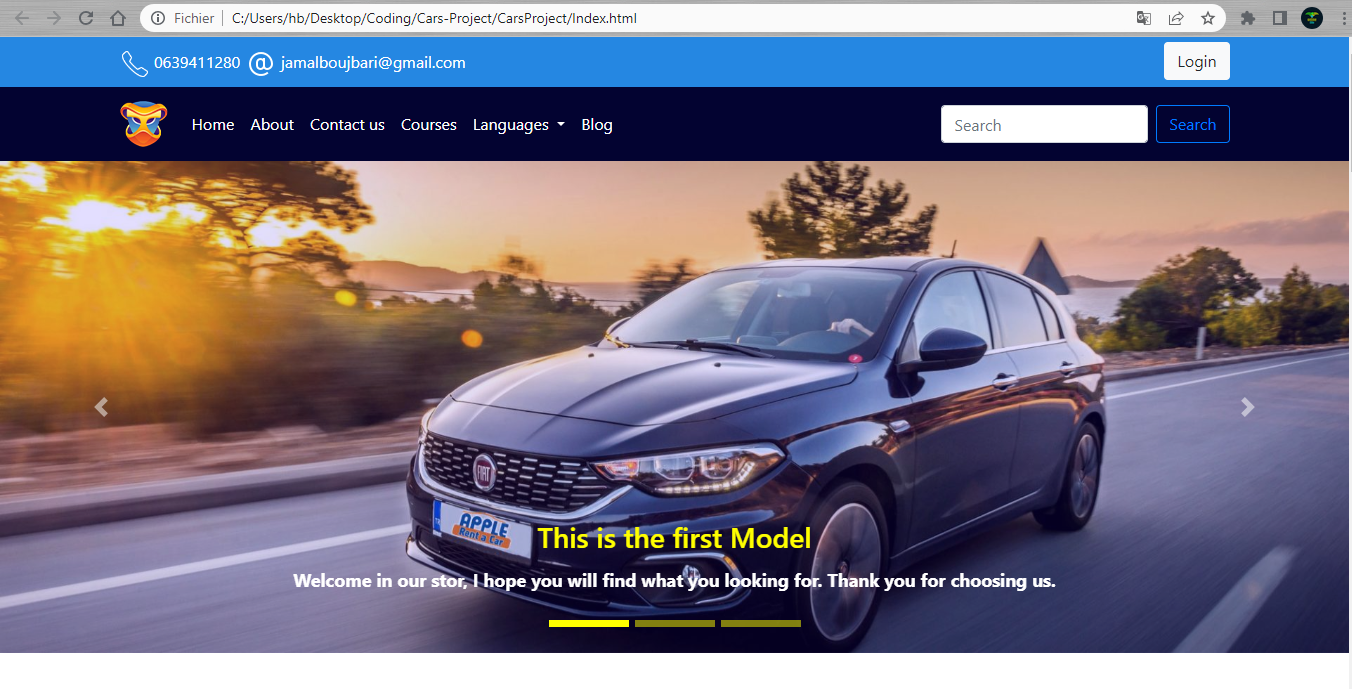 Fichier C:/Users/hb/Desktop/Coding/Cars-Project/CarsProject/Index.html
0639411280 @ jamalboujbari@gmail.com Login
Home About Contact us Courses Languages Blog Search Search
FIAT
APPLE
Rent a Car
This is the first Model
Welcome in our stor, I hope you will find what you looking for. Thank you for choosing us.